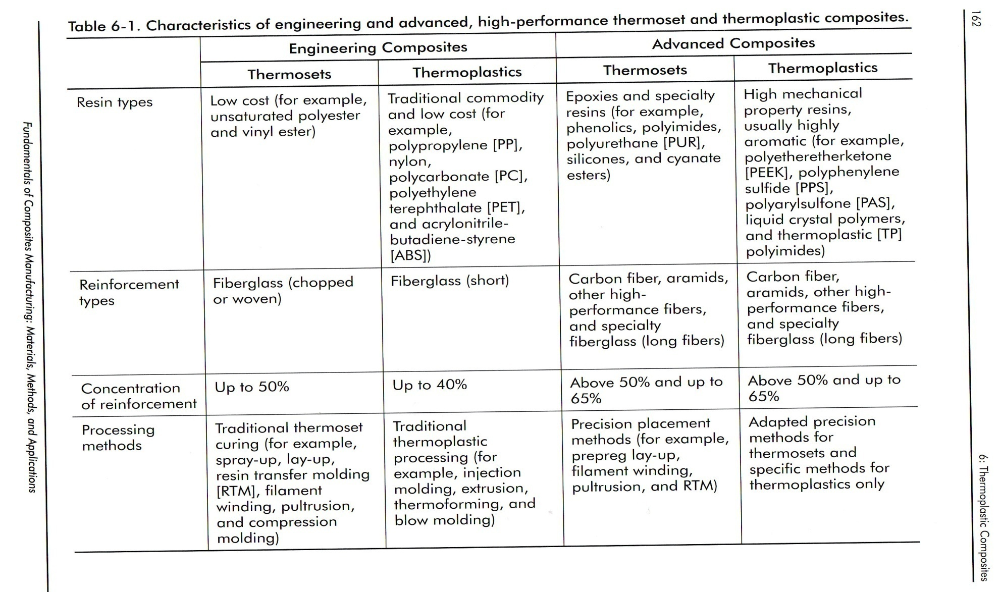 Table 6-1. Characteristics of engineering and advanced, high-performance thermoset and thermoplastic composites.
Engineering Composites
Advanced Composites
Thermosets
Thermoplastics
Thermosets
Thermoplastics
Resin types
Low cost (for example,
unsaturated polyester
and vinyl ester)
Traditional commodity
and low cost (for
example,
polypropylene [PP],
nylon,
polycarbonate [PC],
polyethylene
terephthalate [PET],
and acrylonitrile-
butadiene-styrene
[ABS])
Epoxies and specialty
resins (for example,
phenolics, polyimides,
polyurethane [PUR],
silicones, and cyanate
esters)
High mechanical
property resins,
usually highly
aromatic (for example,
polyetheretherketone
[PEEK], polyphenylene
sulfide [PPS],
polyarylsulfone [PAS],
liquid crystal polymers,
and thermoplastic [TP]
polyimides)
Reinforcement
types
Fiberglass (chopped
or woven)
Fiberglass (short)
Carbon fiber, aramids,
other high-
performance fibers,
and specialty
fiberglass (long fibers)
Carbon fiber,
aramids, other high-
performance fibers,
and specialty
fiberglass (long fibers)
Concentration
of reinforcement
Up to 50%
Up to 40%
Above 50% and up to
65%
Above 50% and up to
65%
Processing
methods
Traditional thermoset
curing (for example,
spray-up, lay-up,
resin transfer molding
[RTM], filament
winding, pultrusion,
and compression
molding)
Traditional
thermoplastic
processing (for
example, injection
molding, extrusion,
thermoforming, and
blow molding)
Precision placement
methods (for example,
prepreg lay-up,
filament winding,
pultrusion, and RTM)
Adapted precision
methods for
thermosets and
specific methods for
thermoplastics only
Fundamentals of Composites Manufacturing: Materials, Methods, and Applications
162
6: Thermoplastic Composites